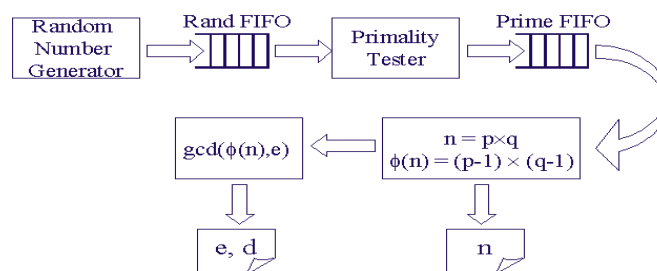 Random
Number
Generator
Rand FIFO
Primality
Tester
Prime FIFO
gcd(ϕ(n),e)
n = p×q
ϕ(n) = (p-1) × (q-1)
e, d
n